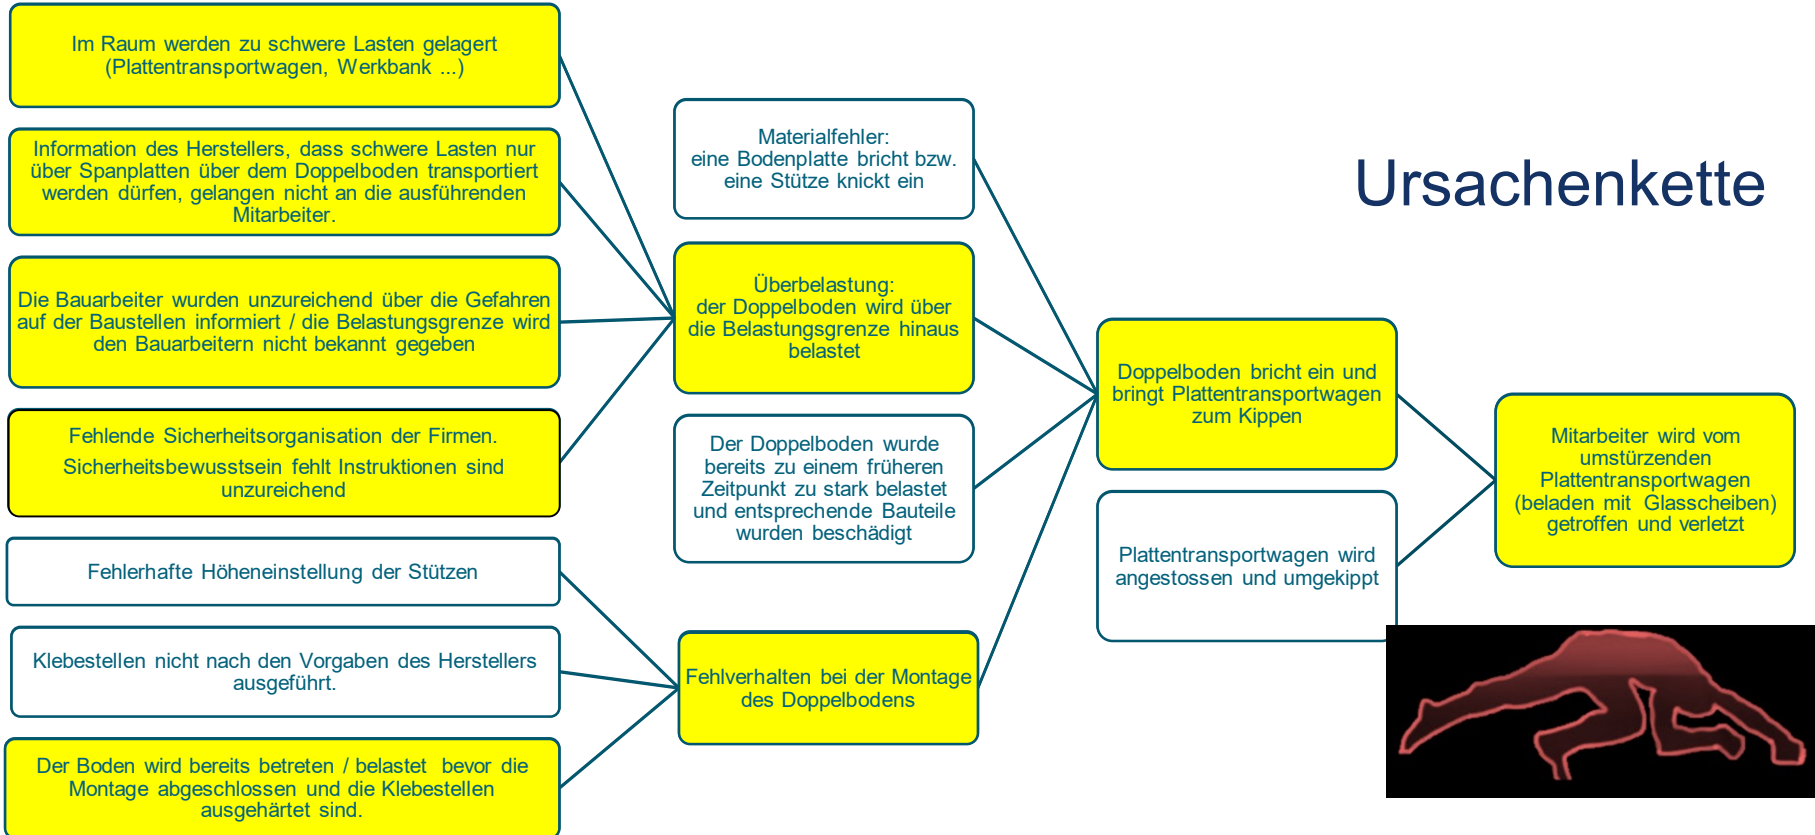 Im Raum werden zu schwere Lasten gelagert
(Plattentransportwagen, Werkbank ...)
Information des Herstellers, dass schwere Lasten nur
über Spanplatten über dem Doppelboden transportiert
werden dürfen, gelangen nicht an die ausführenden
Mitarbeiter.
Die Bauarbeiter wurden unzureichend über die Gefahren
auf der Baustellen informiert / die Belastungsgrenze wird
den Bauarbeitern nicht bekannt gegeben
Fehlende Sicherheitsorganisation der Firmen.
Sicherheitsbewusstsein fehlt Instruktionen sind
unzureichend
Fehlerhafte Höheneinstellung der Stützen
Klebestellen nicht nach den Vorgaben des Herstellers
ausgeführt.
Der Boden wird bereits betreten / belastet bevor die
Montage abgeschlossen und die Klebestellen
ausgehärtet sind.
Materialfehler:
eine Bodenplatte bricht bzw.
eine Stütze knickt ein
Überbelastung:
der Doppelboden wird über
die Belastungsgrenze hinaus
belastet
Der Doppelboden wurde
bereits zu einem früheren
Zeitpunkt zu stark belastet
und entsprechende Bauteile
wurden beschädigt
Fehlverhalten bei der Montage
des Doppelbodens
Doppelboden bricht ein und
bringt Plattentransportwagen
zum Kippen
Plattentransportwagen wird
angestossen und umgekippt
Ursachenkette
Mitarbeiter wird vom
umstürzenden
Plattentransportwagen
(beladen mit Glasscheiben)
getroffen und verletzt